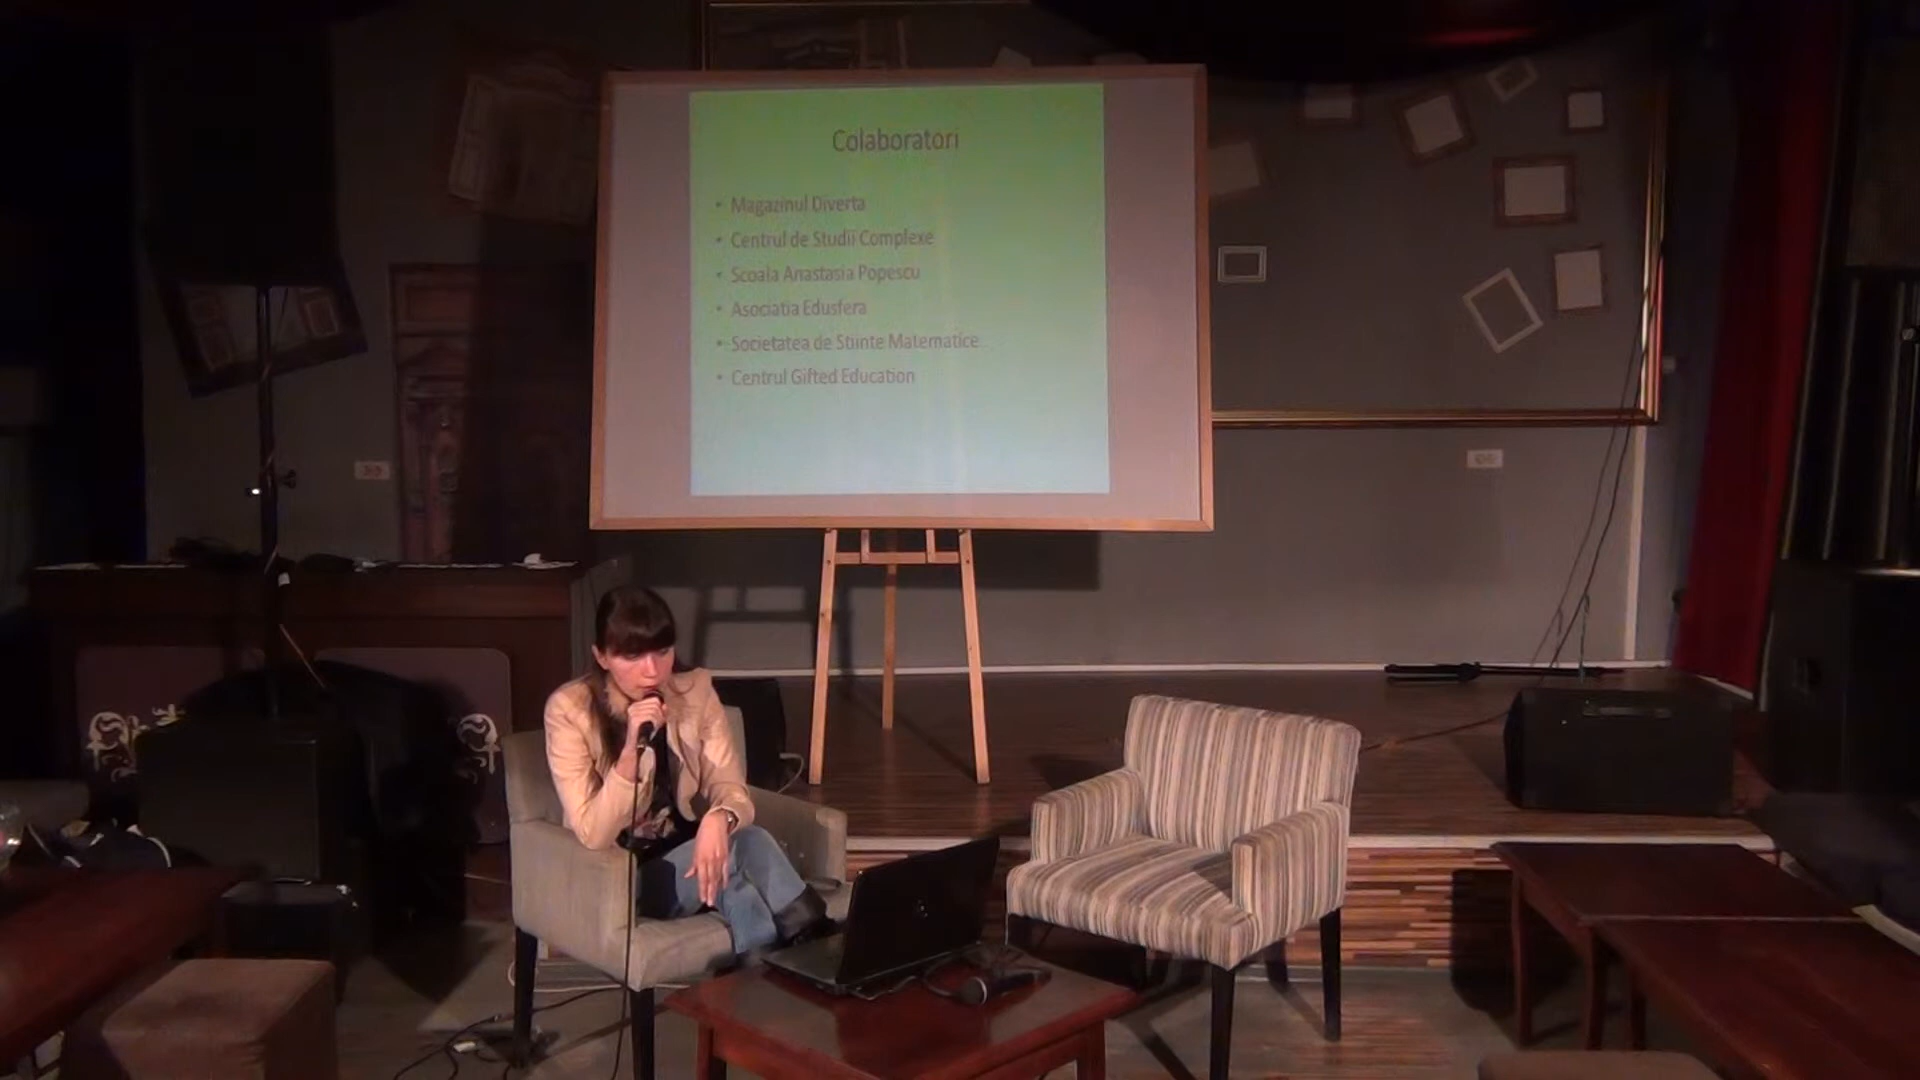 Colaboratori
• Magazinul Diverta
• Centrul de Studii Complexe
• Scoala Anastasia Popescu
• Asociatia Edusfera
• Societatea de Stiinte Matematice
• Centrul Gifted Education